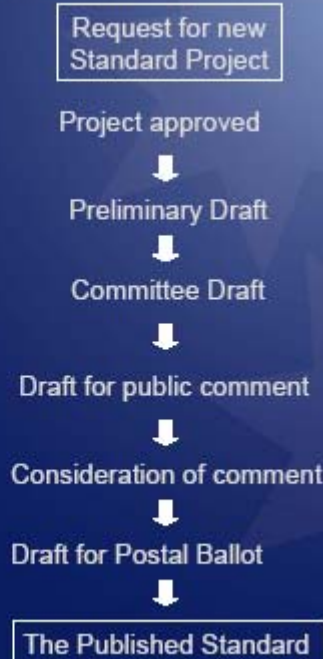 Request for new
Standard Project
Project approved
Preliminary Draft
Committee Draft
Draft for public comment
Consideration of comment
Draft for Postal Ballot
The Published Standard